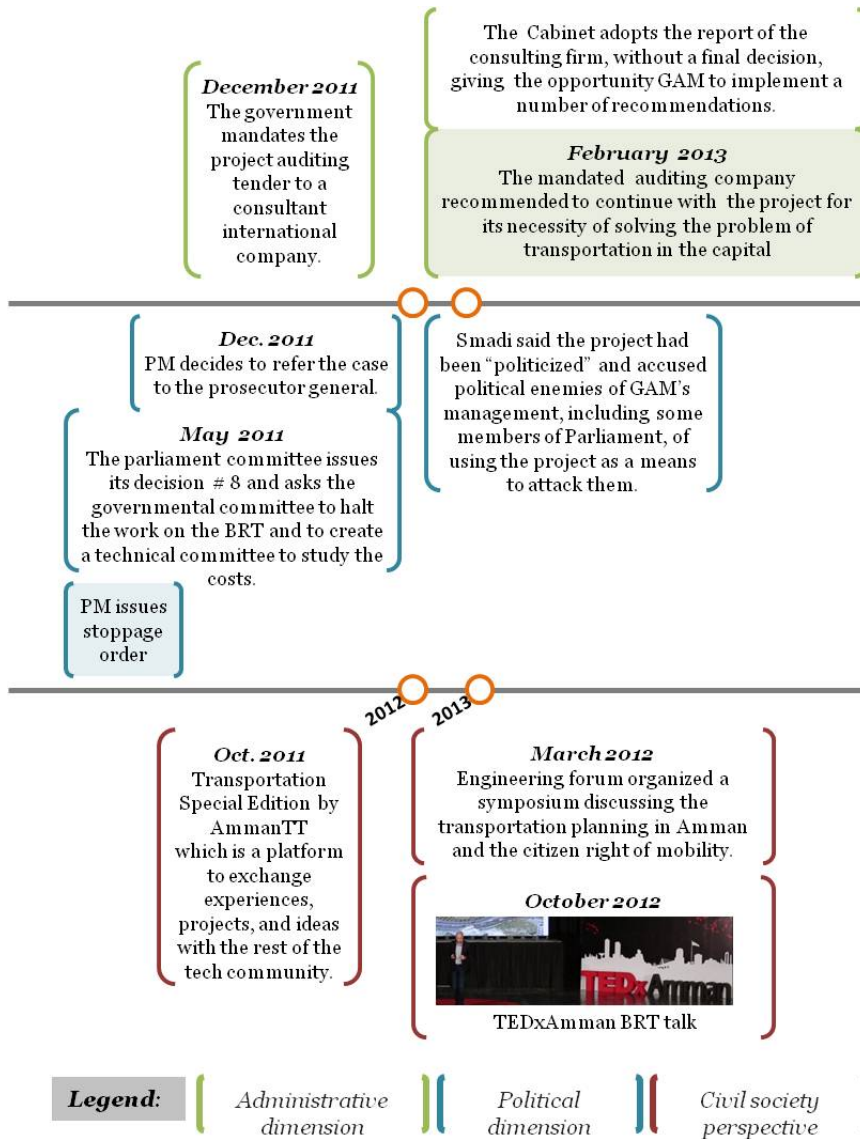 December 2011
The government
mandates the
project auditing
tender to a
consultant
international
company.
The Cabinet adopts the report of the
consulting firm, without a final decision,
giving the opportunity GAM to implement a
number of recommendations.
February 2013
The mandated auditing company
recommended to continue with the project for
its necessity of solving the problem of
transportation in the capital
Dec. 2011
PM decides to refer the case
to the prosecutor general.
May 2011
The parliament committee issues
its decision # 8 and asks the
governmental committee to halt
the work on the BRT and to create
a technical committee to study the
costs.
PM issues
stoppage
order
Smadi said the project had
been “politicized” and accused
political enemies of GAM’s
management, including some
members of Parliament, of
using the project as a means
to attack them.
2012
2013
Oct. 2011
Transportation
Special Edition by
AmmanTT
which is a platform
to exchange
experiences,
projects, and ideas
with the rest of the
tech community.
March 2012
Engineering forum organized a
symposium discussing the
transportation planning in Amman
and the citizen right of mobility.
October 2012
TEDxAmman
TEDxAmman BRT talk
Legend:
Administrative
dimension
Political
dimension
Civil society
perspective